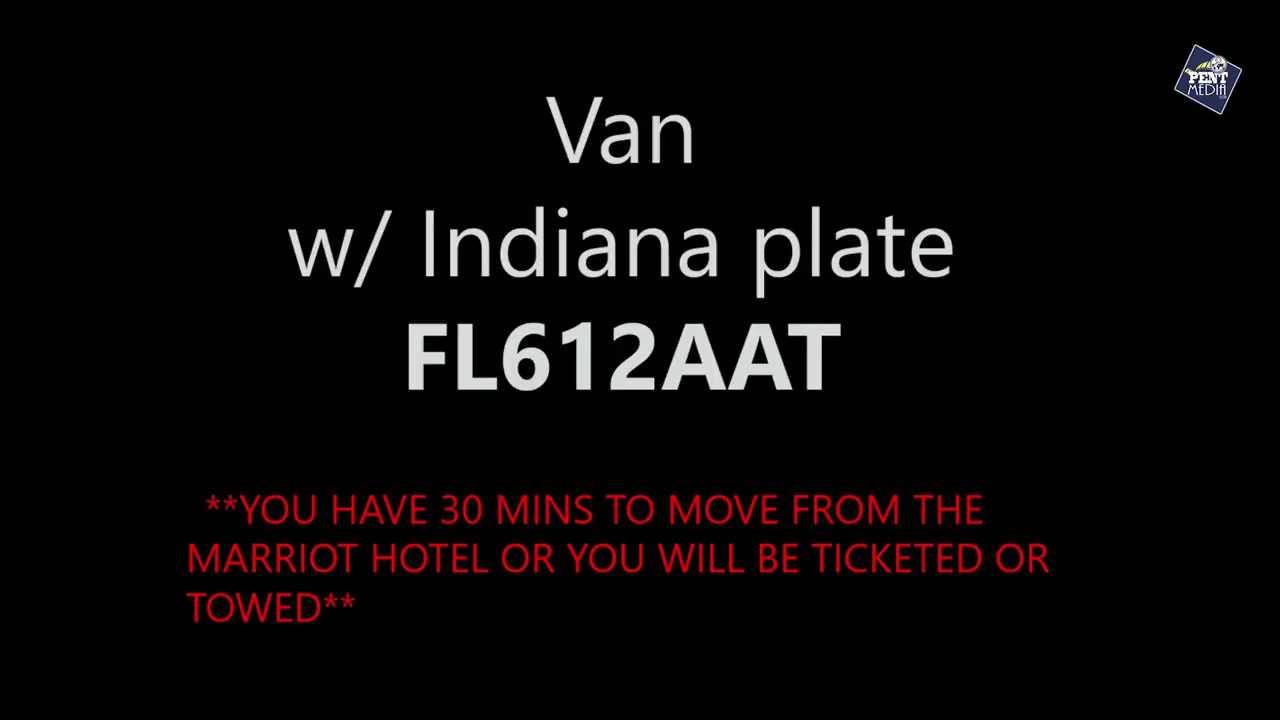 PENT
MEDIA
Van
w/ Indiana plate
FL612AAT
**YOU HAVE 30 MINS TO MOVE FROM THE
MARRIOT HOTEL OR YOU WILL BE TICKETED OR
TOWED**